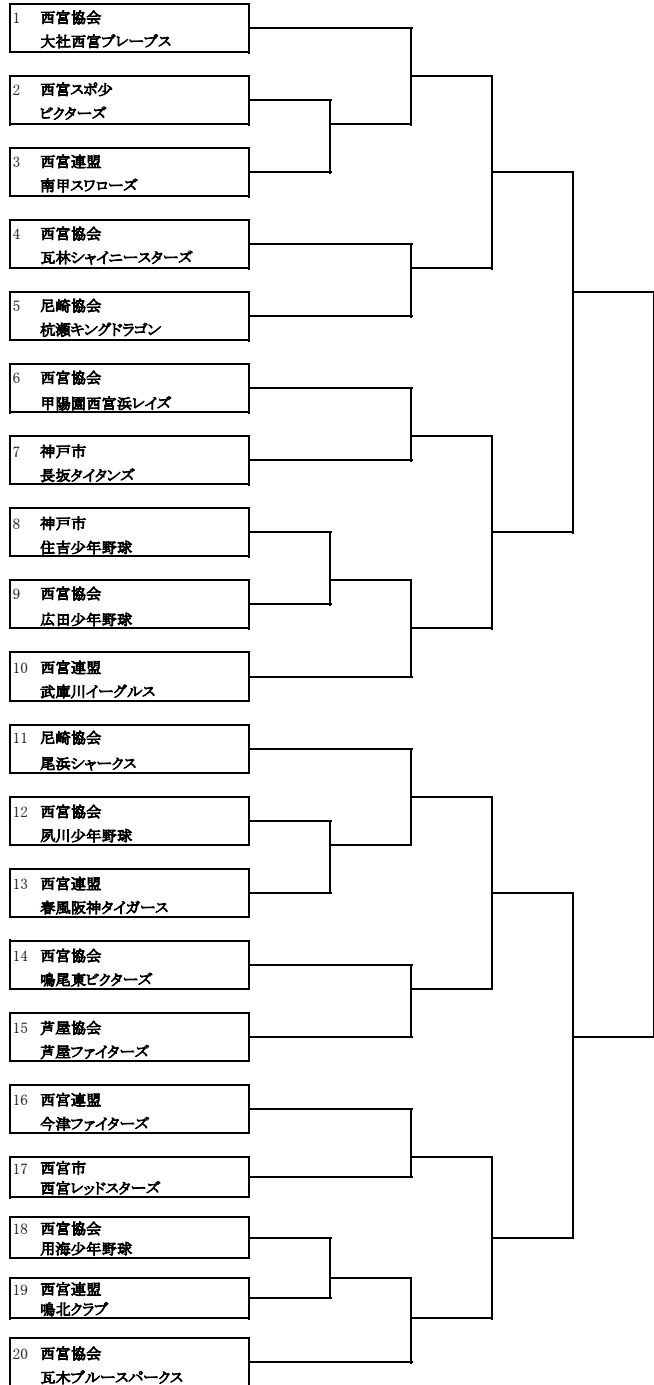 1 西宮協会
大社西宮ブレーブス
2 西宮スポ少
ビクターズ
3 西宮連盟
南甲スワローズ
4 西宮協会
瓦林シャイニースターズ
5 尼崎協会
杭瀬キングドラゴン
6 西宮協会
甲陽園西宮浜レイズ
7 神戸市
長坂タイタンズ
8 神戸市
住吉少年野球
9 西宮協会
広田少年野球
10 西宮連盟
武庫川イーグルス
11 尼崎協会
尾浜シャークス
12 西宮協会
夙川少年野球
13 西宮連盟
春風阪神タイガース
14 西宮協会
鳴尾東ビクターズ
15 芦屋協会
芦屋ファイターズ
16 西宮連盟
今津ファイターズ
17 西宮市
西宮レッドスターズ
18 西宮協会
用海少年野球
19 西宮連盟
鳴北クラブ
20 西宮協会
瓦木ブルースパークス